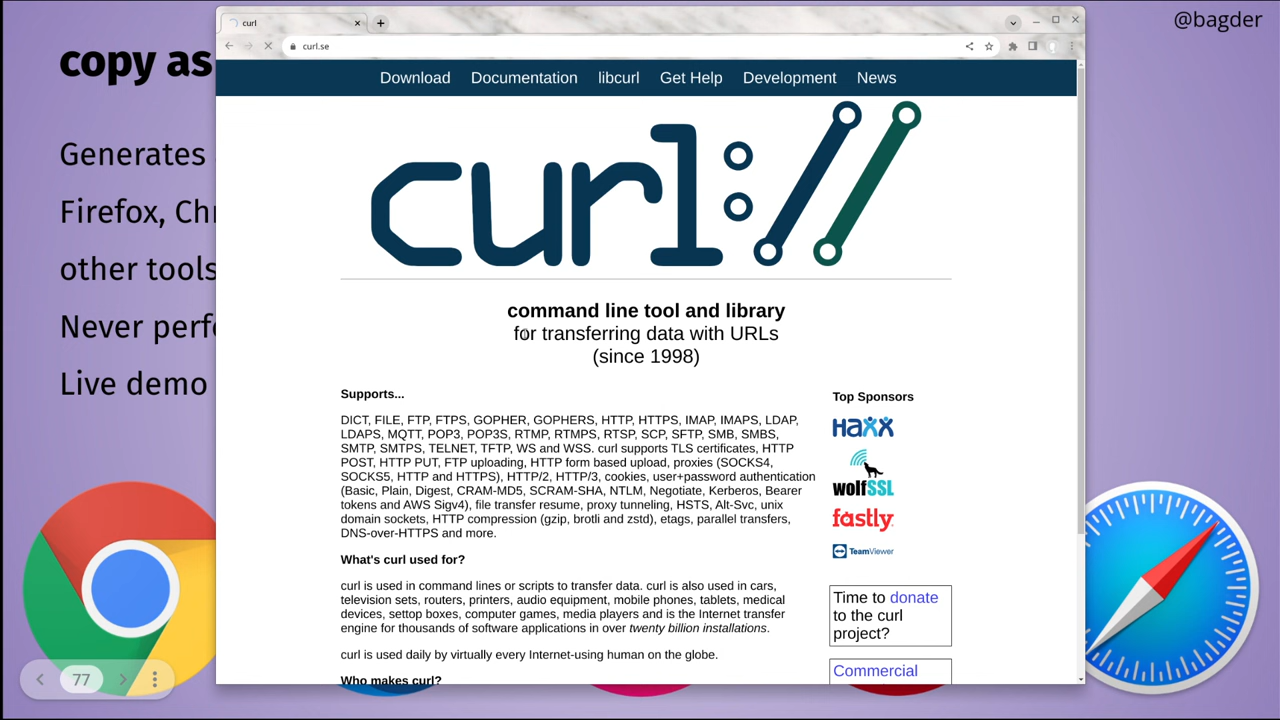 @bagder
copy as
Generates
Firefox, Ch
other tools
Never perf
Live demo
77
curl
curl.se
Download Documentation libcurl Get Help Development News
curl://
command line tool and library
for transferring data with URLs
(since 1998)
Supports...
DICT, FILE, FTP, FTPS, GOPHER, GOPHERS, HTTP, HTTPS, IMAP, IMAPS, LDAP,
LDAPS, MQTT, POP3, POP3S, RTMP, RTMPS, RTSP, SCP, SFTP, SMB, SMBS,
SMTP, SMTPS, TELNET, TFTP, WS and WSS. curl supports TLS certificates, HTTP
POST, HTTP PUT, FTP uploading, HTTP form based upload, proxies (SOCKS4,
SOCKS5, HTTP and HTTPS), HTTP/2, HTTP/3, cookies, user+password authentication
(Basic, Plain, Digest, CRAM-MD5, SCRAM-SHA, NTLM, Negotiate, Kerberos, Bearer
tokens and AWS Sigv4), file transfer resume, proxy tunneling, HSTS, Alt-Svc, unix
domain sockets, HTTP compression (gzip, brotli and zstd), etags, parallel transfers,
DNS-over-HTTPS and more.
What's curl used for?
curl is used in command lines or scripts to transfer data. curl is also used in cars,
television sets, routers, printers, audio equipment, mobile phones, tablets, medical
devices, settop boxes, computer games, media players and is the Internet transfer
engine for thousands of software applications in over twenty billion installations.
curl is used daily by virtually every Internet-using human on the globe.
Who makes curl?
Top Sponsors
HAXX
wolfSSL
fastly
TeamViewer
Time to donate
to the curl
project?
Commercial